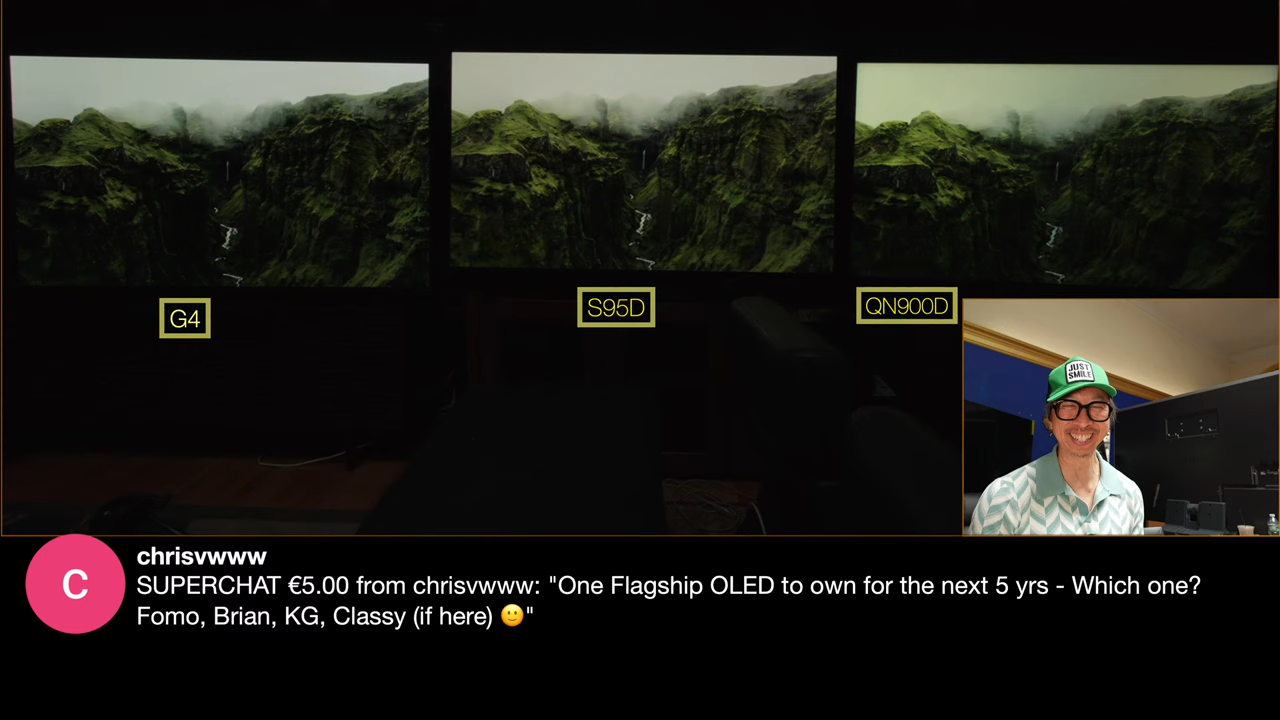 G4
S95D
QN900D
JUST
SMILE
C
chrisvwww
SUPERCHAT €5.00 from chrisvwww: "One Flagship OLED to own for the next 5 yrs - Which one?
Fomo, Brian, KG, Classy (if here) 🙂"